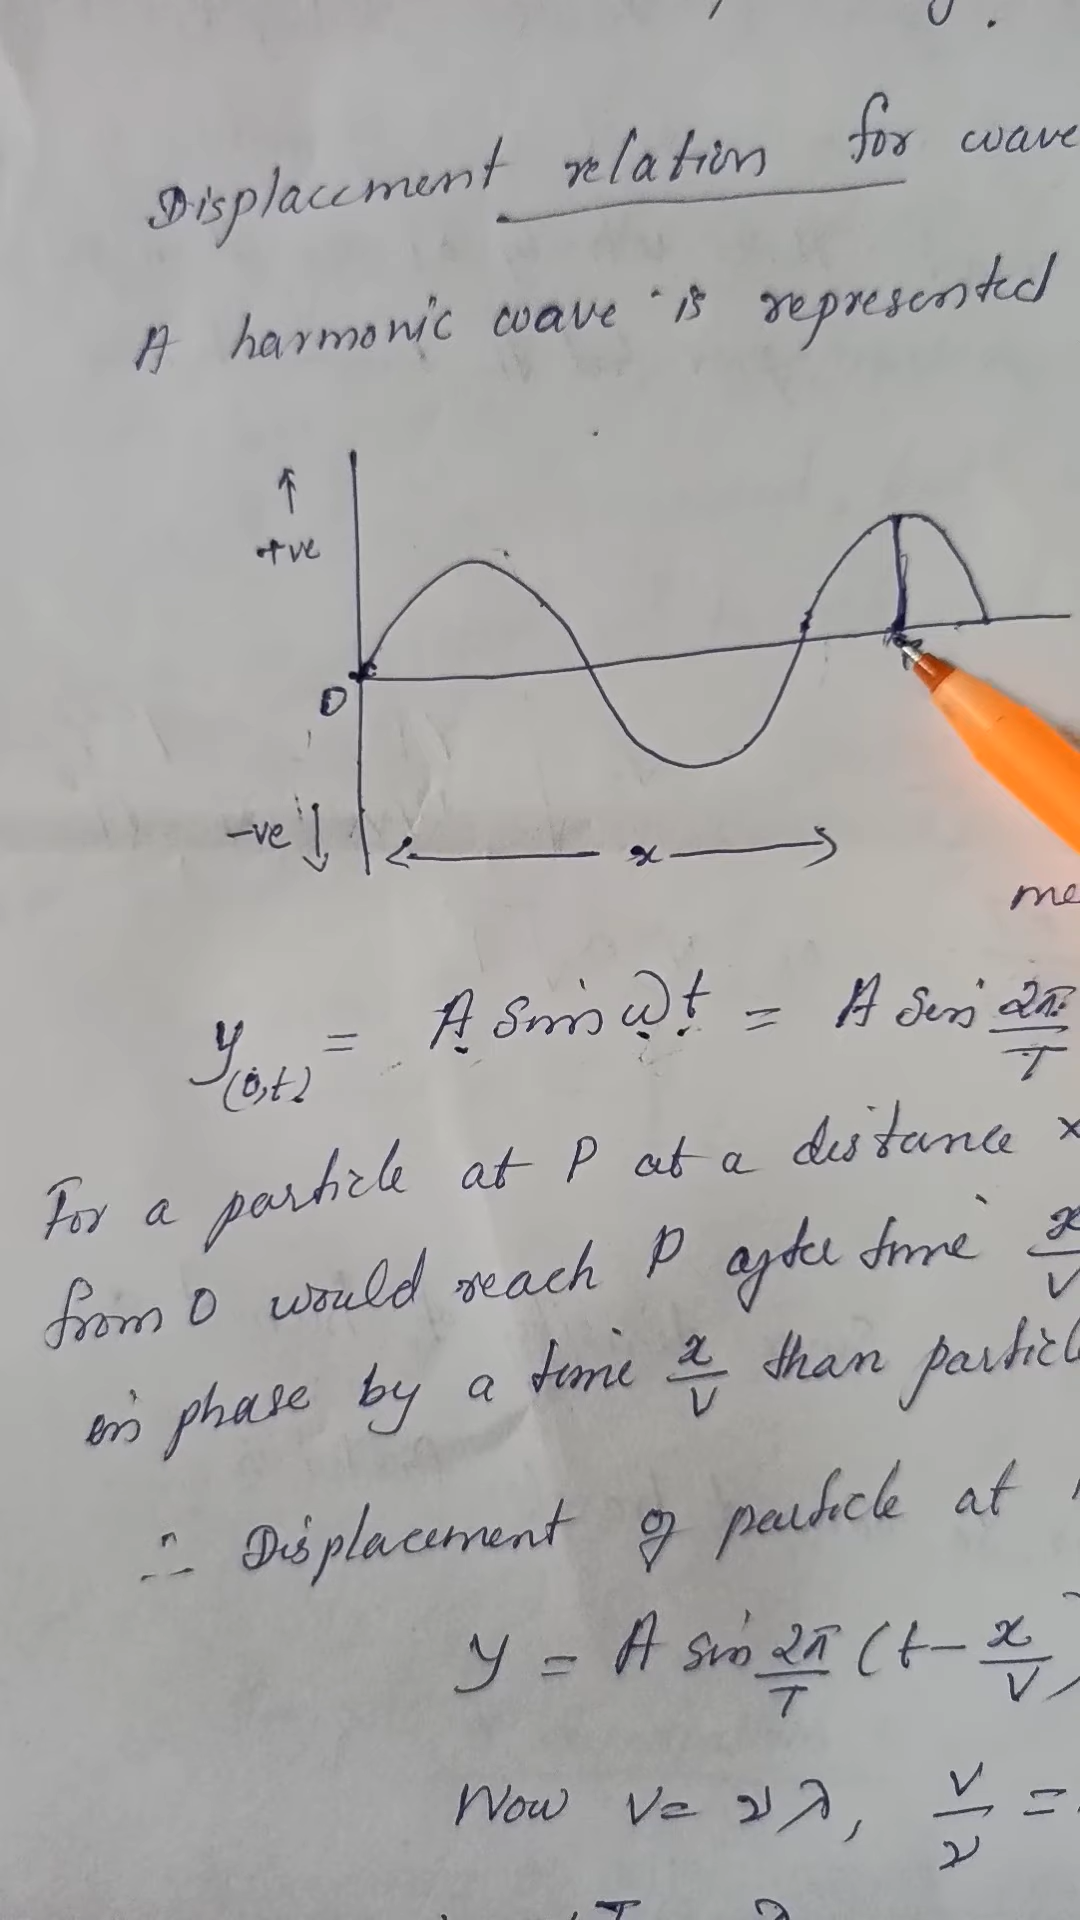 Displacement relation for wave
A harmonic wave is represented
↑
+ve
O
-ve ↓
← x →
me
y(0,t) = A sin ωt = A sin 2π/T
For a particle at P at a distance x
from O would reach P after time x/v
in phase by a time x/v than particle
∴ Displacement of particle at
y = A sin 2π/T (t - x/v)
Now v = νλ, v/ν =